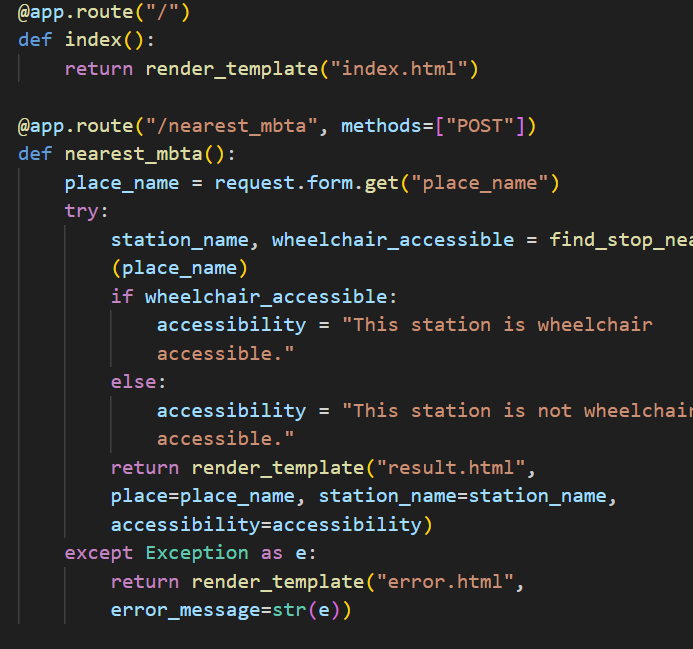 @app.route("/")
def index():
    return render_template("index.html")

@app.route("/nearest_mbta", methods=["POST"])
def nearest_mbta():
    place_name = request.form.get("place_name")
    try:
        station_name, wheelchair_accessible =
        (place_name)
        if wheelchair_accessible:
            accessibility = "This station is wheelchair
            accessible."
        else:
            accessibility = "This station is not wheelchair
            accessible."
        return render_template("result.html",
        place=place_name, station_name=station_name,
        accessibility=accessibility)
    except Exception as e:
        return render_template("error.html",
        error_message=str(e))